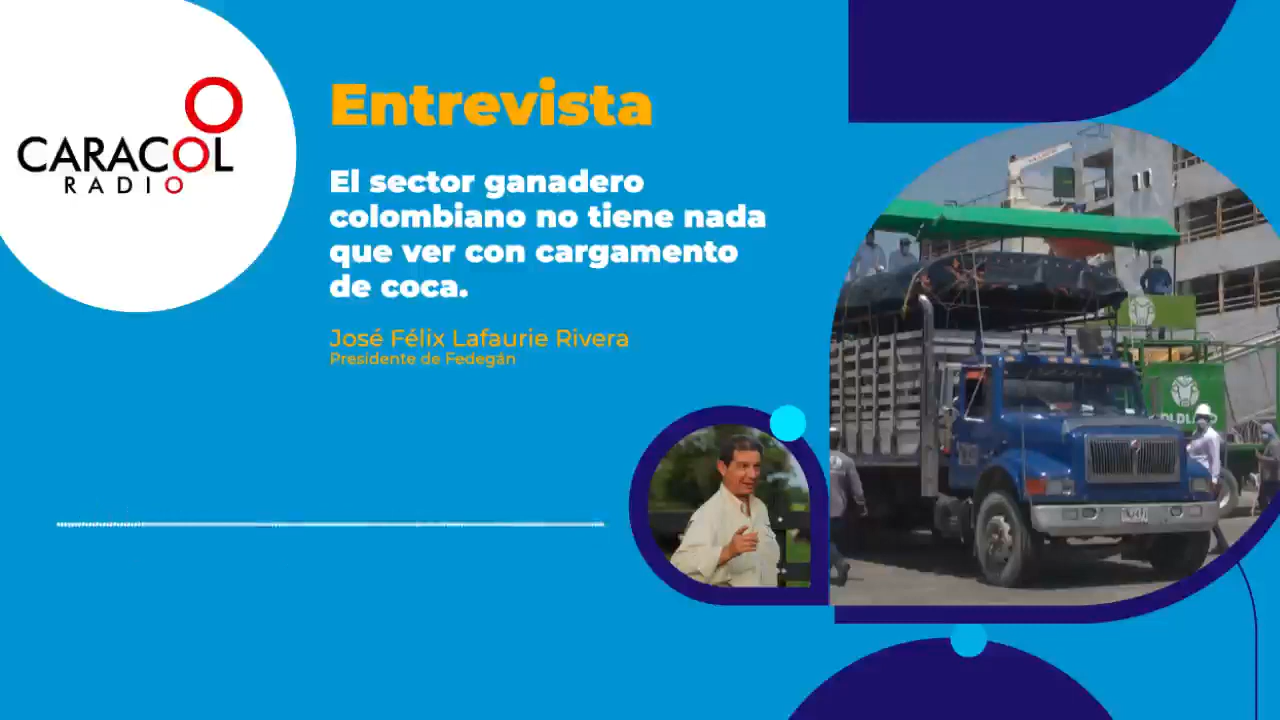 CARACOL
RADIO
Entrevista
El sector ganadero
colombiano no tiene nada
que ver con cargamento
de coca.
José Félix Lafaurie Rivera
Presidente de Fedegán